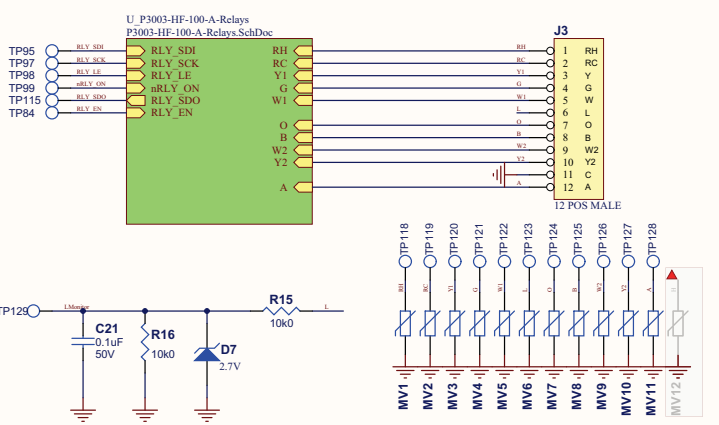 U_P3003-HF-100-A-Relays
P3003-HF-100-A-Relays.SchDoc
TP95 RLY_SDI RLY_SDI RH RH
TP97 RLY_SCK RLY_SCK RC RC
TP98 RLY_LE RLY_LE Y1 Y1
TP99 nRLY_ON nRLY_ON G G
TP115 RLY_SDO RLY_SDO W1 W1
TP84 RLY_EN RLY_EN L
O O
B B
W2 W2
Y2 Y2
A A
J3
1 RH
2 RC
3 Y
4 G
5 W
6 L
7 O
8 B
9 W2
10 Y2
11 C
12 A
12 POS MALE
TP129 LMonitor
C21
0.1uF
50V
R16
10k0
D7
2.7V
R15
10k0
L
TP118 TP119 TP120 TP121 TP122 TP123 TP124 TP125 TP126 TP127 TP128
RH RC Y1 G W1 L O B W2 Y2 A
MV1 MV2 MV3 MV4 MV5 MV6 MV7 MV8 MV9 MV10 MV11 MV12